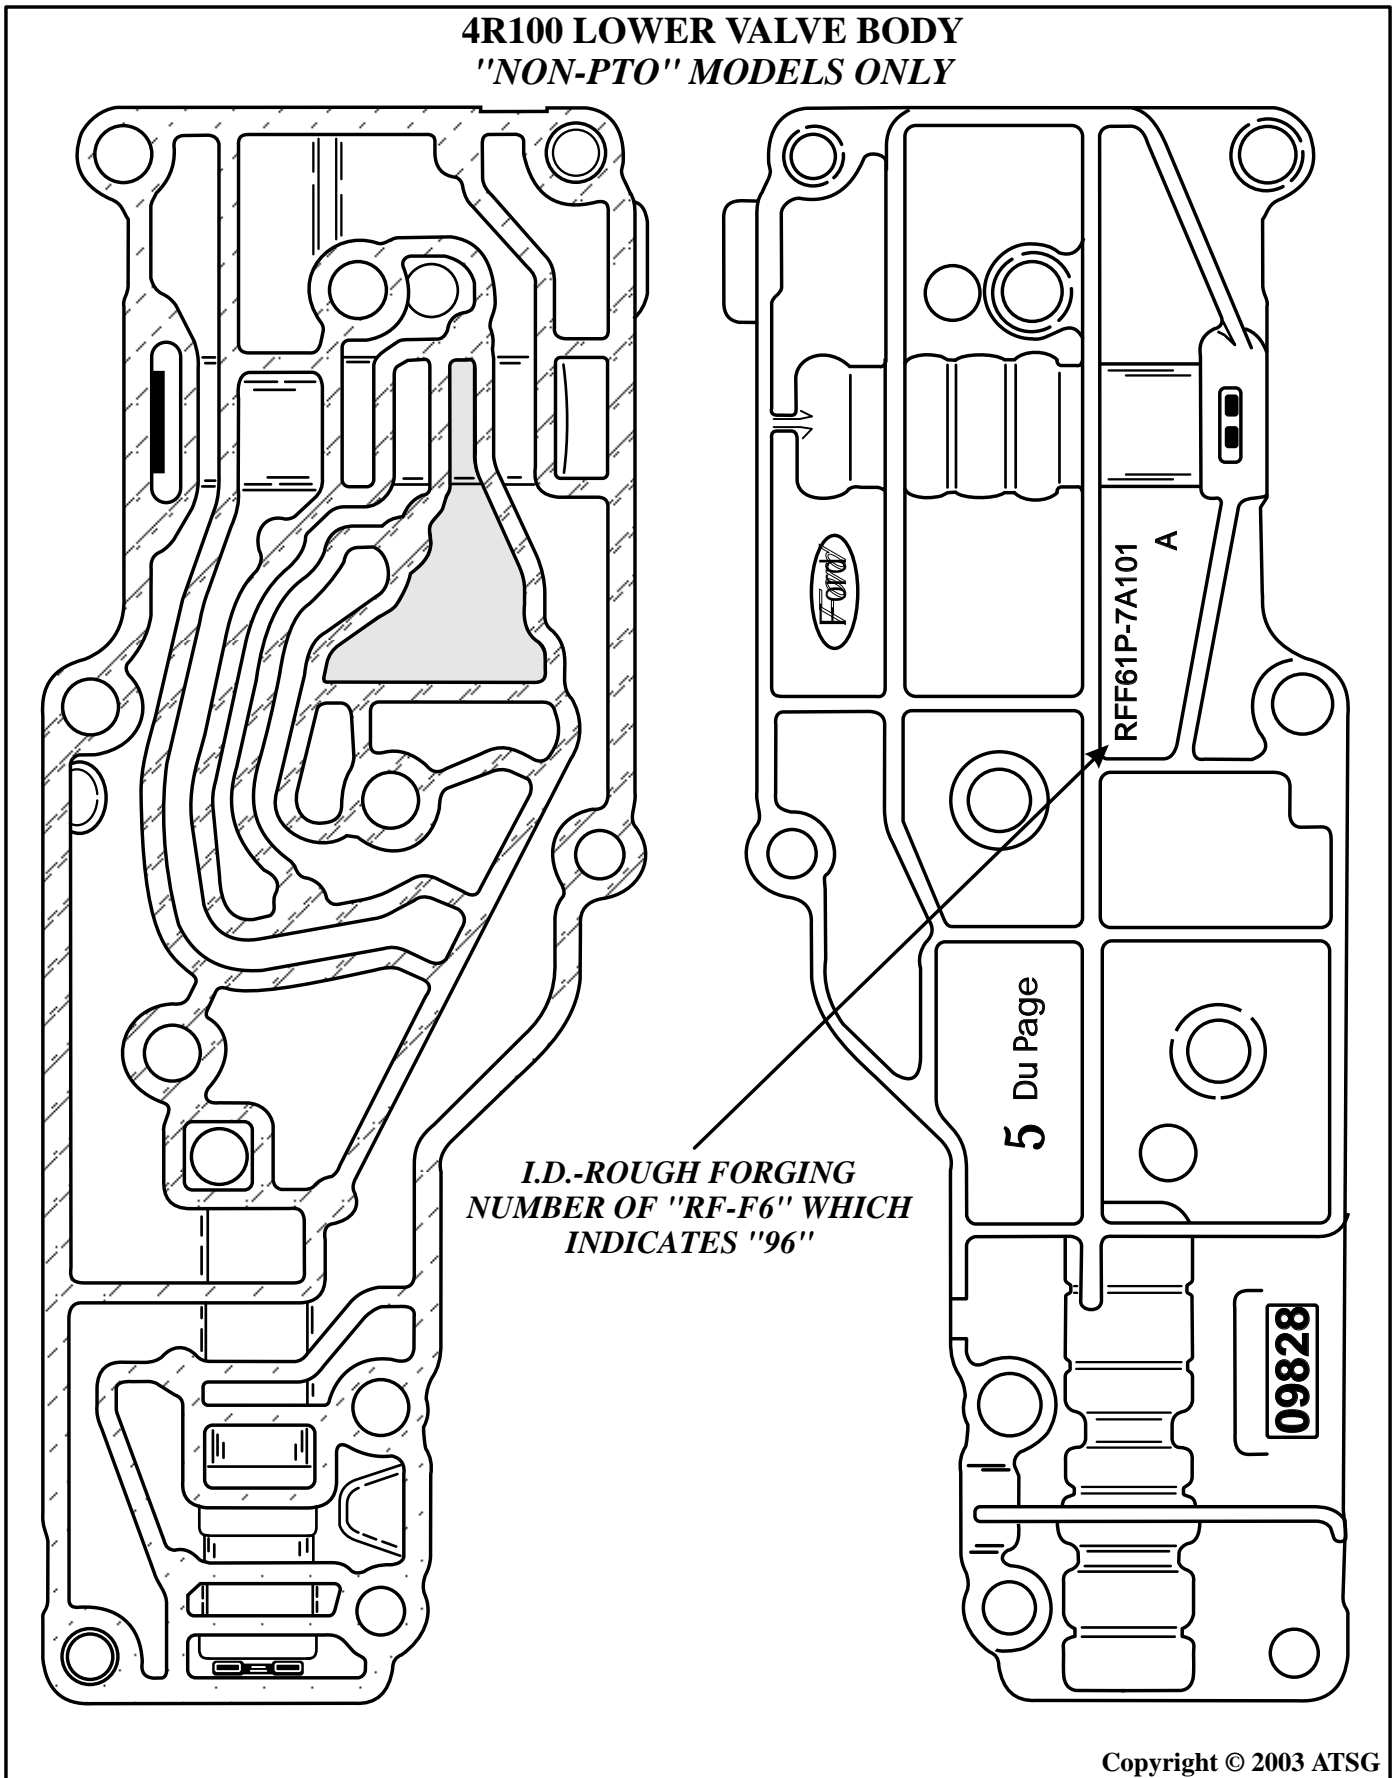 4R100 LOWER VALVE BODY
"NON-PTO" MODELS ONLY
Ford
RFF61P-7A101
A
5 Du Page
I.D.-ROUGH FORGING
NUMBER OF "RF-F6" WHICH
INDICATES "96"
09828
Copyright © 2003 ATSG